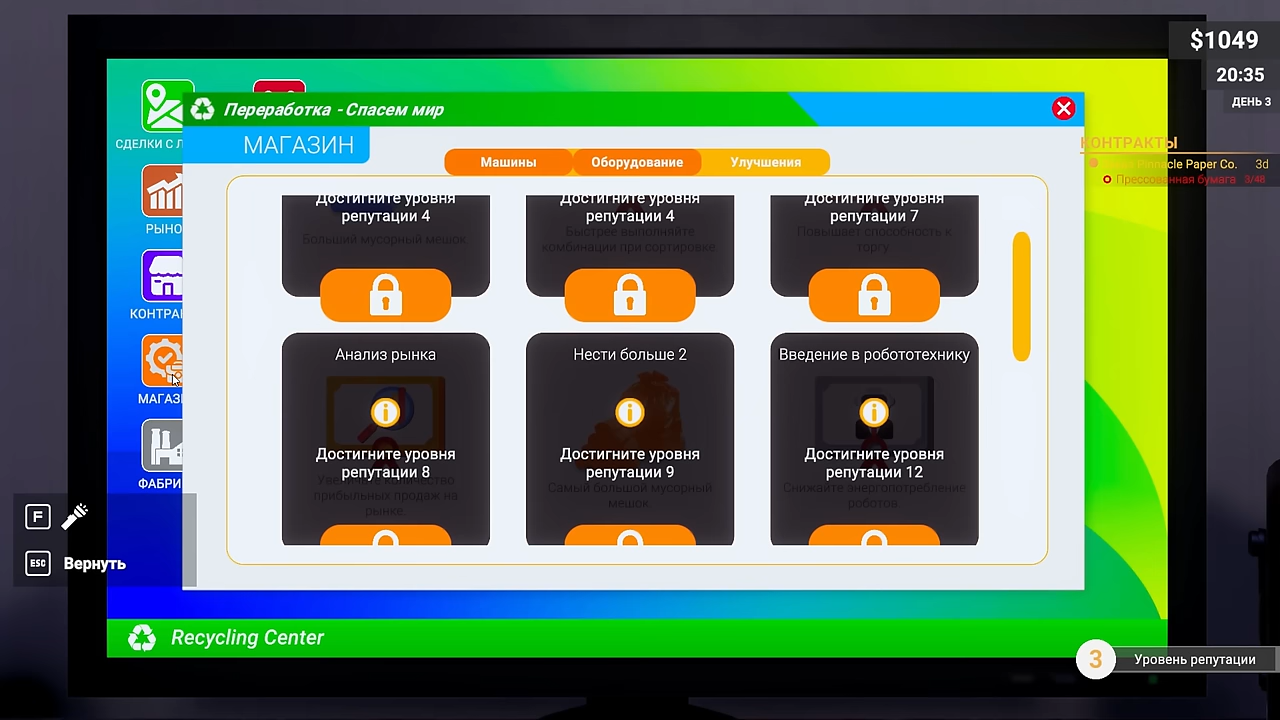 $1049
20:35
ДЕНЬ 3
Переработка - Спасем мир
СДЕЛКИ С Л
МАГАЗИН
Машины
Оборудование
Улучшения
КОНТРАКТЫ
Pinnacle Paper Co. 3d
Прессованная бумага 3/48
Достигните уровня
репутации 4
Больший мусорный мешок
Достигните уровня
репутации 4
Быстрее выполняйте
комбинации при сортировке
Достигните уровня
репутации 7
Повышает способность к
торгу
РЫНО
КОНТРАК
МАГАЗИ
ФАБРИ
Анализ рынка
Достигните уровня
репутации 8
Увеличьте количество
прибыльных продаж на
рынке
Нести больше 2
Достигните уровня
репутации 9
Самый большой мусорный
мешок
Введение в робототехнику
Достигните уровня
репутации 12
Снижайте энергопотребление
роботов
F
ESC Вернуть
Recycling Center
3 Уровень репутации